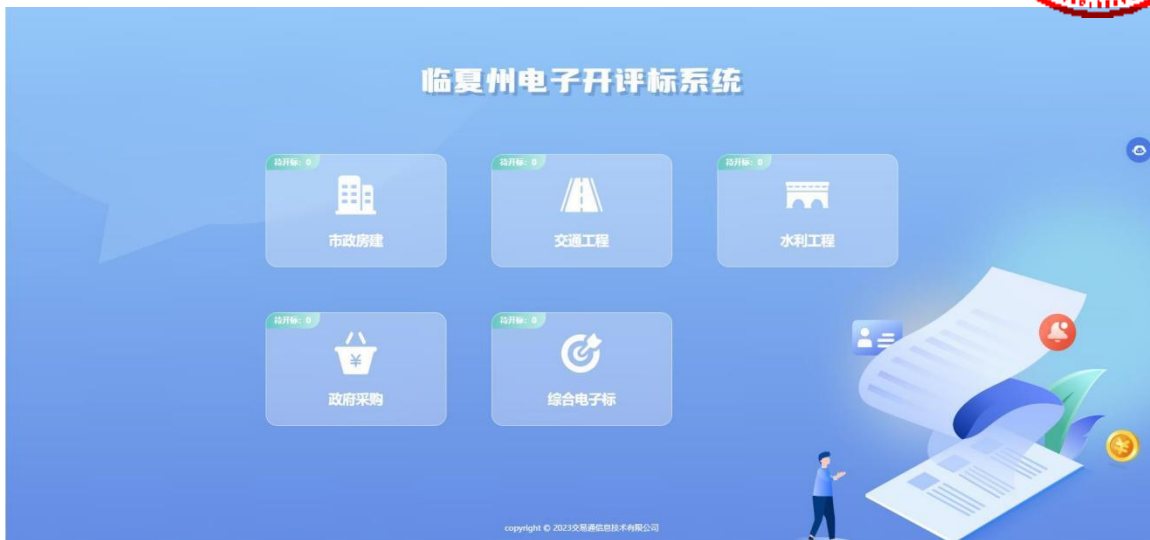 临夏州电子开评标系统
待开标：0
待开标：0
待开标：0
市政房建
交通工程
水利工程
待开标：0
待开标：0
¥
政府采购
综合电子标
¥
copyright © 2023交易通信息技术有限公司